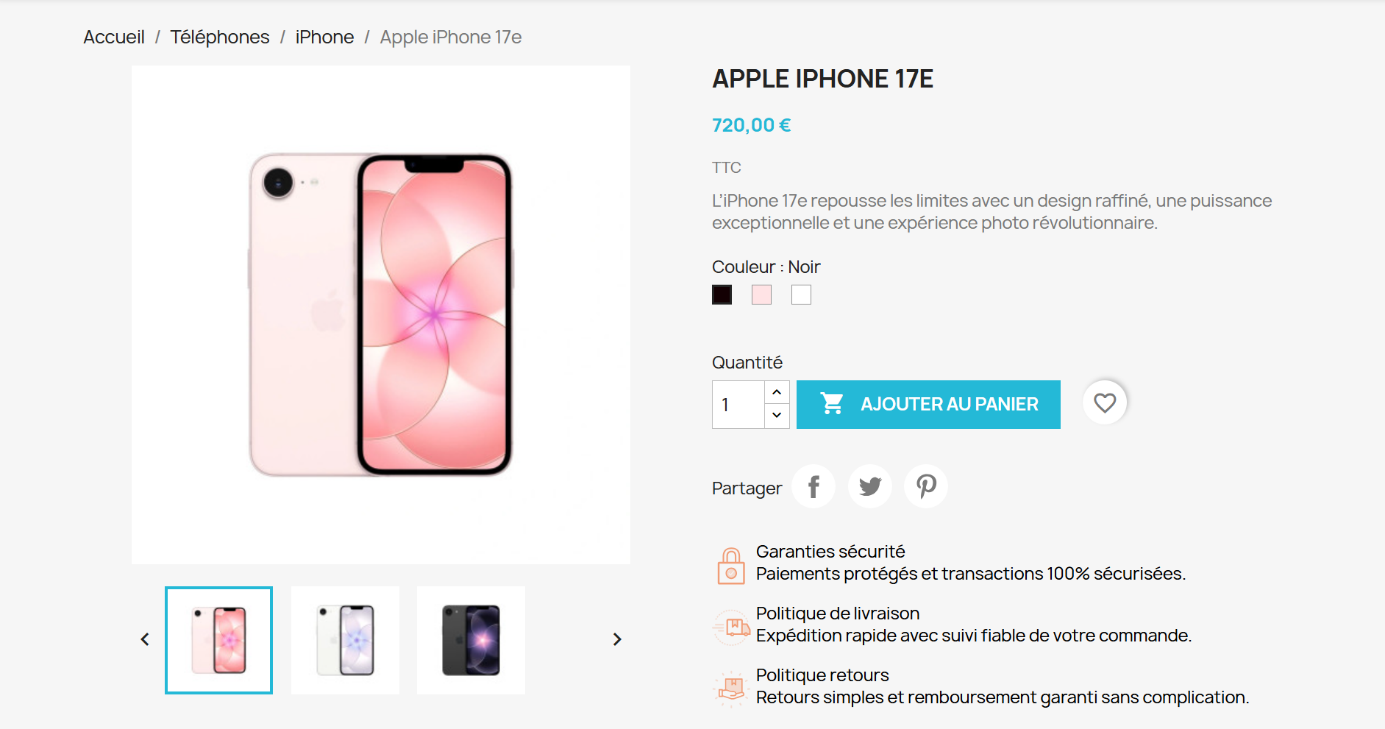 Accueil / Téléphones / iPhone / Apple iPhone 17e
APPLE IPHONE 17E
720,00 €
TTC
L'iPhone 17e repousse les limites avec un design raffiné, une puissance
exceptionnelle et une expérience photo révolutionnaire.
Couleur : Noir
Quantité
1
AJOUTER AU PANIER
Partager
Garanties sécurité
Paiements protégés et transactions 100% sécurisées.
Politique de livraison
Expédition rapide avec suivi fiable de votre commande.
Politique retours
Retours simples et remboursement garanti sans complication.